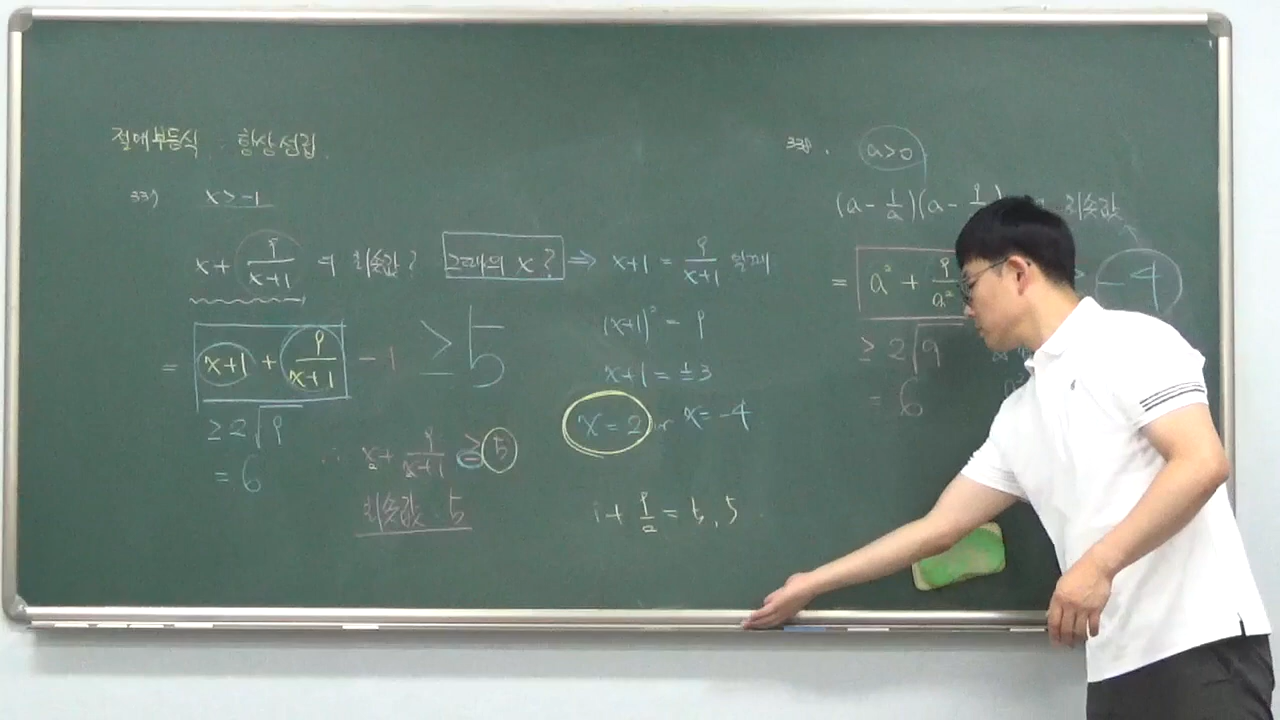 절대부등식 : 항상 성립.
337) x > -1
x + 9/(x+1) 의 최솟값? 그때의 x?
= x+1 + 9/(x+1) - 1 ≥ 5
≥ 2√9
= 6
∴ x + 9/(x+1) ≥ 5
최솟값 : 5
⇒ x+1 = 9/(x+1) 일때
(x+1)² = 9
x+1 = ±3
x = 2 or x = -4
1 + 9/2 = 5.5
338. a>0
(a - 1/a)(a - 9 최솟값
= a² + 9/a² -4
≥ 2√9
= 6